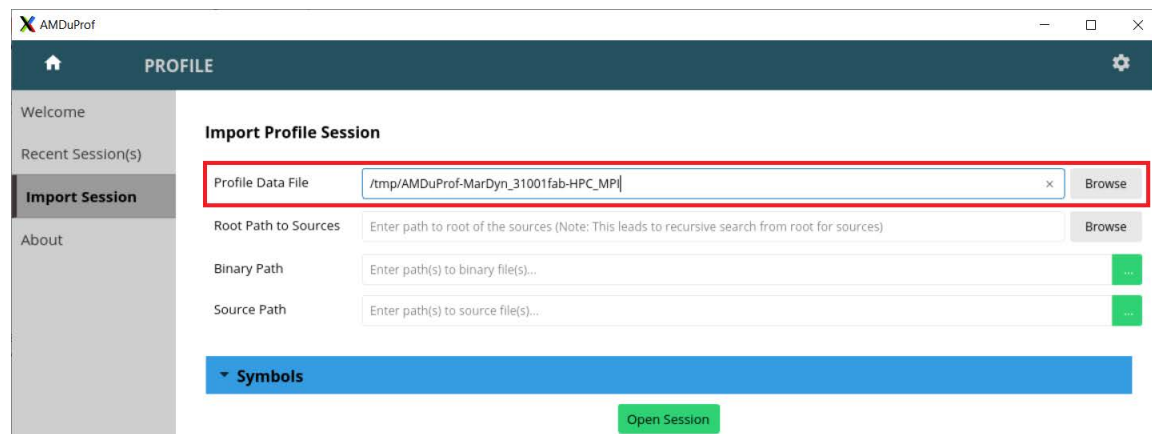 AMDuProf
PROFILE
Welcome
Recent Session(s)
Import Session
About
Import Profile Session
Profile Data File /tmp/AMDuProf-MarDyn_31001fab-HPC_MPI × Browse
Root Path to Sources Enter path to root of the sources (Note: This leads to recursive search from root for sources) Browse
Binary Path Enter path(s) to binary file(s)... ...
Source Path Enter path(s) to source file(s)... ...
Symbols
Open Session